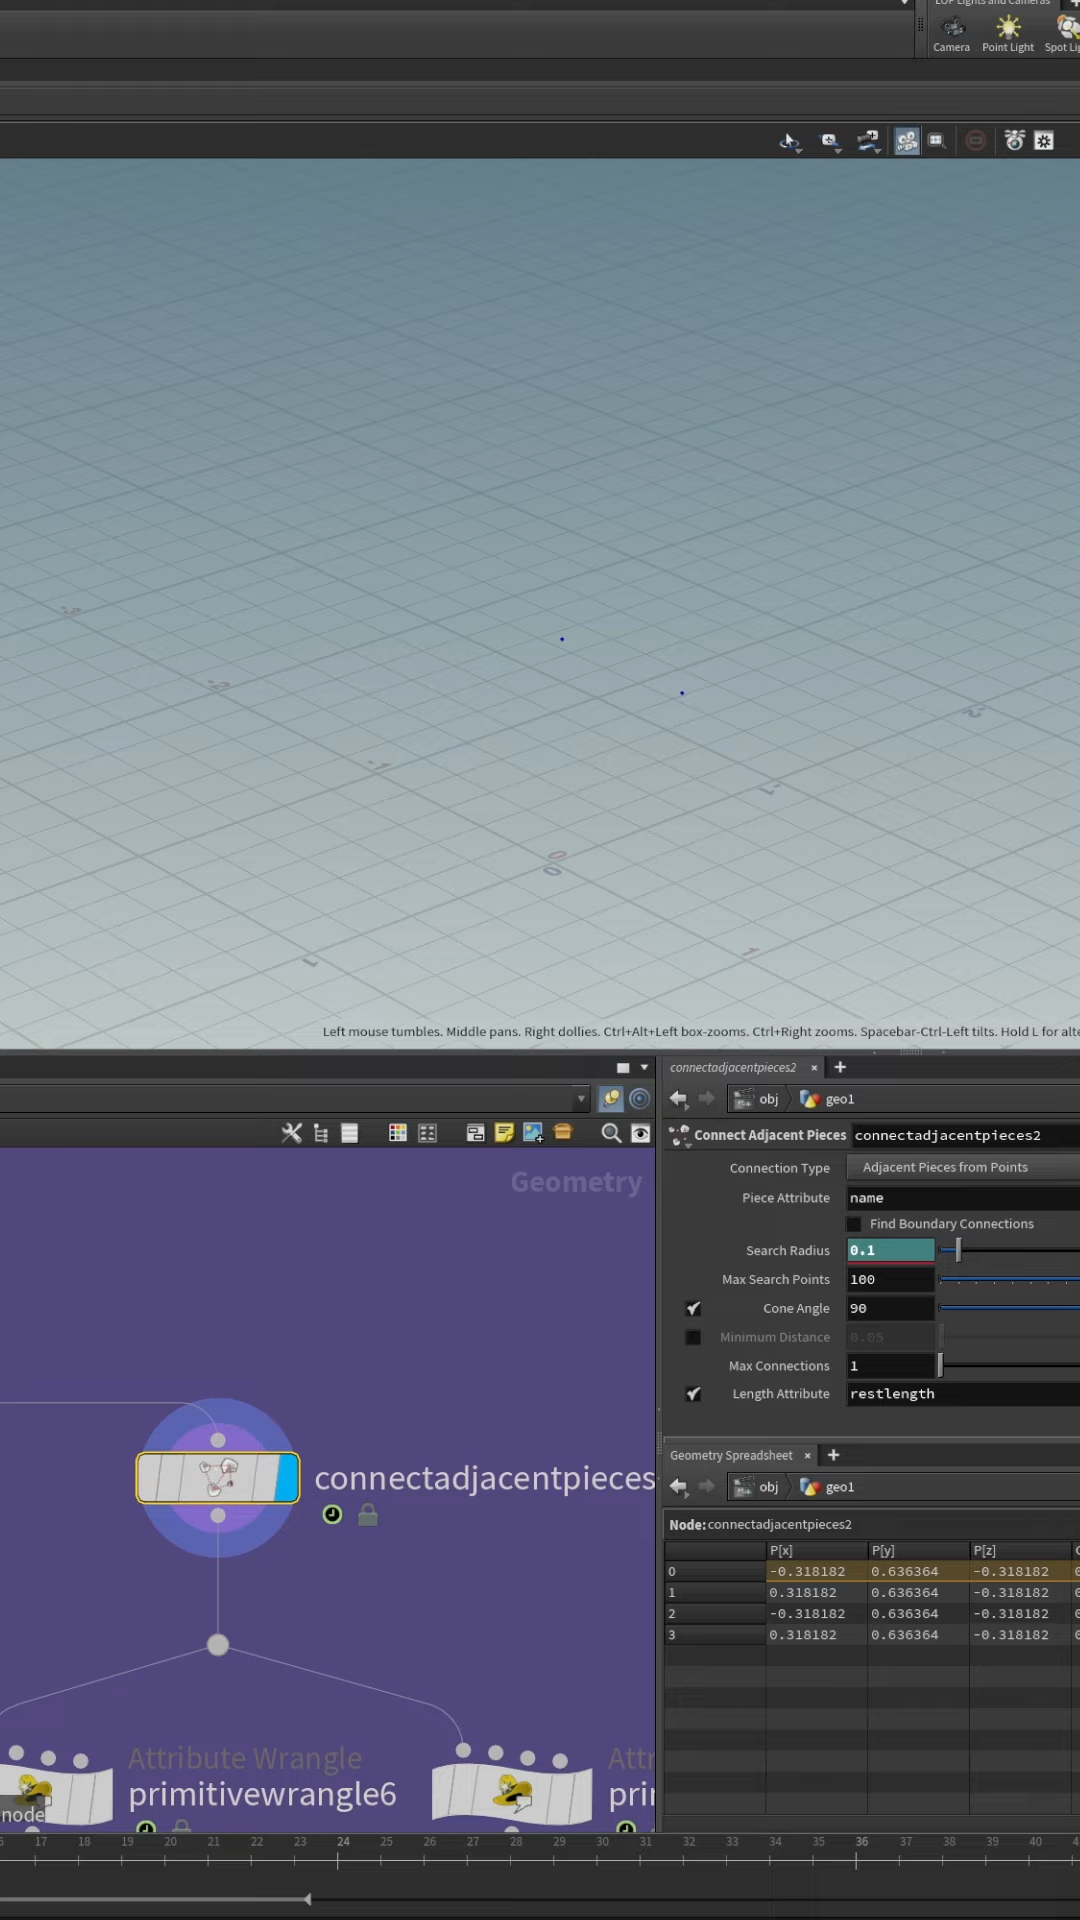 LOP Lights and Cameras
Camera
Point Light
Left mouse tumbles. Middle pans. Right dollies. Ctrl+Alt+Left box-zooms. Ctrl+Right zooms. Spacebar-Ctrl-Left tilts. Hold L for
connectadjacentpieces2 × +
obj geo1
Connect Adjacent Pieces connectadjacentpieces2
Connection Type Adjacent Pieces from Points
Piece Attribute name
Find Boundary Connections
Search Radius 0.1
Max Search Points 100
Cone Angle 90
Minimum Distance 0.05
Max Connections 1
Length Attribute restlength
Geometry
connectadjacentpieces
Geometry Spreadsheet × +
obj geo1
Node: connectadjacentpieces2
P[x] P[y] P[z]
0 -0.318182 0.636364 -0.318182
1 0.318182 0.636364 -0.318182
2 -0.318182 0.636364 -0.318182
3 0.318182 0.636364 -0.318182
Attribute Wrangle
primitivewrangle6
node
17 18 19 20 21 22 23 24 25 26 27 28 29 30 31 32 33 34 35 36 37 38 39 40